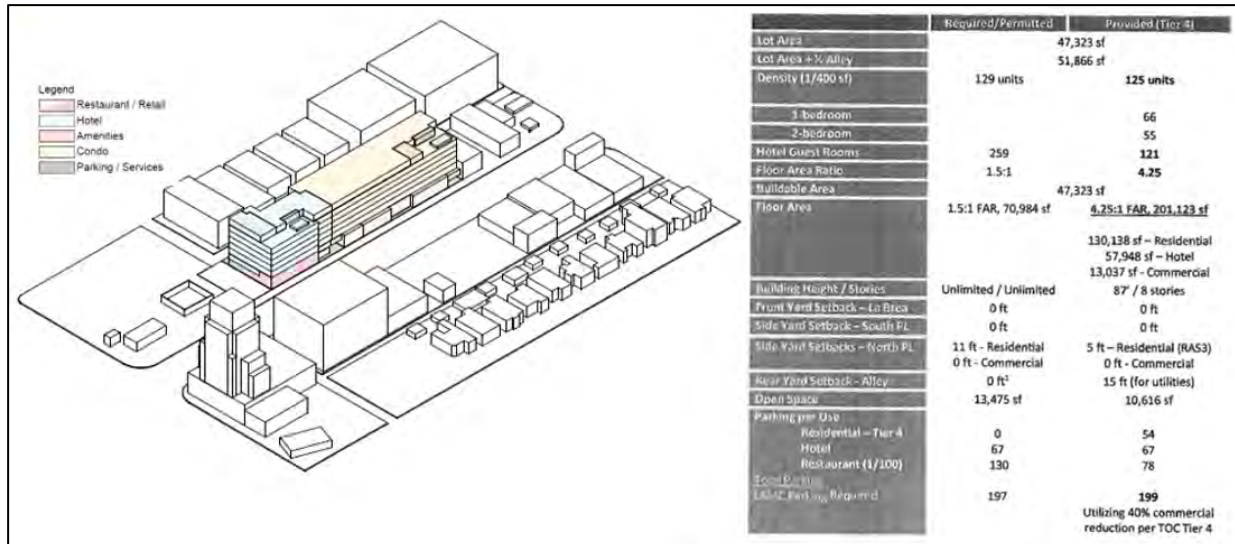 Legend
Restaurant / Retail
Hotel
Amenities
Condo
Parking / Services
Required/Permitted Provided (Tier 4)
Lot Area 47,323 sf
Lot Area + ½ Alley 51,866 sf
Density (1/400 sf) 129 units 125 units
1-bedroom 66
2-bedroom 55
Hotel Guest Rooms 259 121
Floor Area Ratio 1.5:1 4.25
Buildable Area 47,323 sf
Floor Area 1.5:1 FAR, 70,984 sf 4.25:1 FAR, 201,123 sf
130,138 sf – Residential
57,948 sf – Hotel
13,037 sf - Commercial
Building Height / Stories Unlimited / Unlimited 87' / 8 stories
Front Yard Setback – La Brea 0 ft 0 ft
Side Yard Setback – South PL 0 ft 0 ft
Side Yard Setbacks – North PL 11 ft - Residential 5 ft – Residential (RAS3)
0 ft - Commercial 0 ft - Commercial
Rear Yard Setback - Alley 0 ft¹ 15 ft (for utilities)
Open Space 13,475 sf 10,616 sf
Parking per Use
Residential – Tier 4 0 54
Hotel 67 67
Restaurant (1/100) 130 78
Total Parking
LAMC Parking Required 197 199
Utilizing 40% commercial
reduction per TOC Tier 4